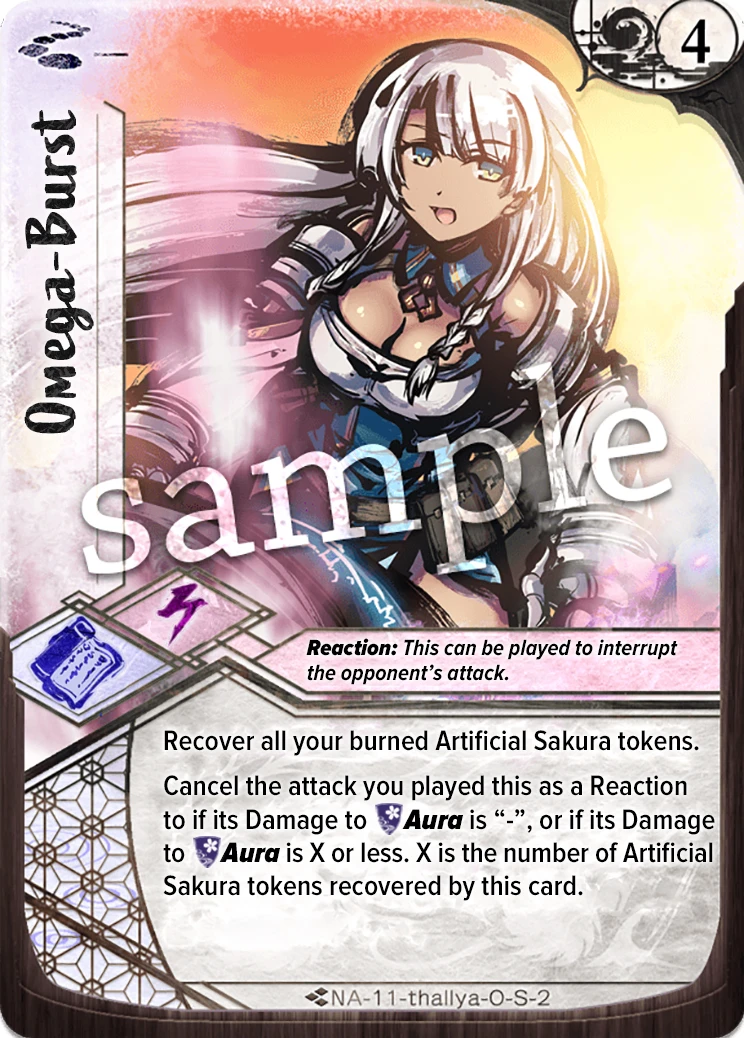 4
Omega-Burst
sample
Reaction: This can be played to interrupt
the opponent's attack.
Recover all your burned Artificial Sakura tokens.
Cancel the attack you played this as a Reaction
to if its Damage to Aura is “-”, or if its Damage
to Aura is X or less. X is the number of Artificial
Sakura tokens recovered by this card.
NA-11-thallya-O-S-2